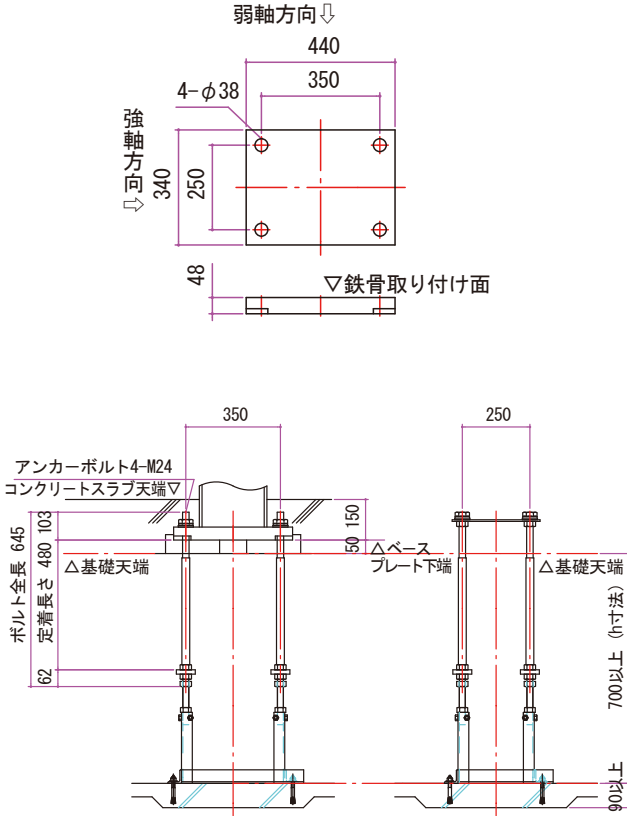 弱軸方向⇩
440
350
4-φ38
強軸方向⇨
340
250
48
▽鉄骨取り付け面
350
250
アンカーボルト4-M24
コンクリートスラブ天端▽
ボルト全長 645
103
定着長さ 480
62
150
50
△ベース
プレート下端
△基礎天端
△基礎天端
700以上 (h寸法)
90以上